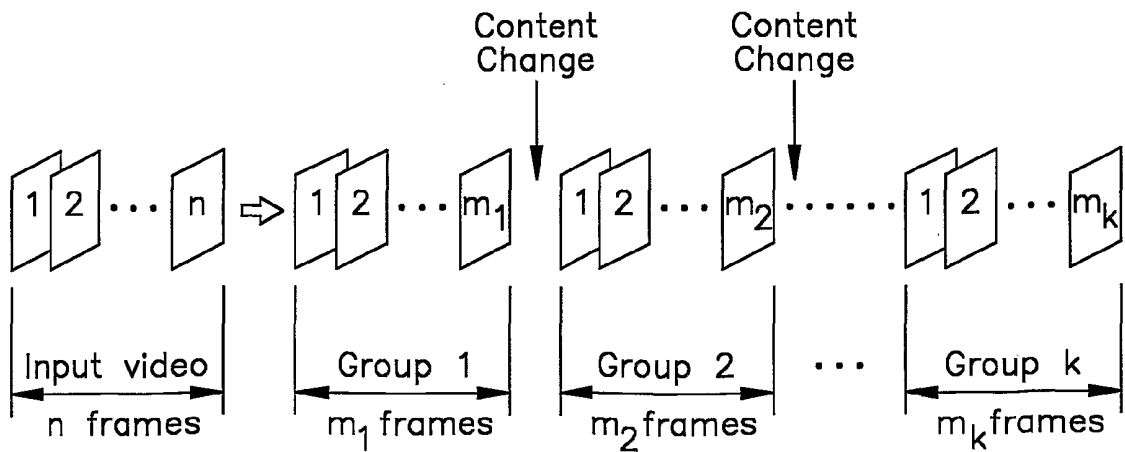 Content
Change
Content
Change
1 2 ... n
1 2 ... m₁
1 2 ... m₂ ......
1 2 ... mₖ
Input video
n frames
Group 1
m₁ frames
Group 2
m₂ frames
...
Group k
mₖ frames